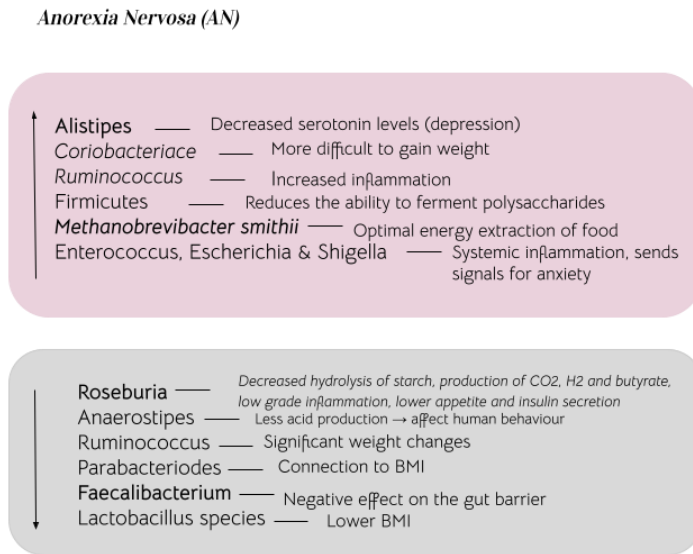 Anorexia Nervosa (AN)
Alistipes — Decreased serotonin levels (depression)
Coriobacteriace — More difficult to gain weight
Ruminococcus — Increased inflammation
Firmicutes — Reduces the ability to ferment polysaccharides
Methanobrevibacter smithii — Optimal energy extraction of food
Enterococcus, Escherichia & Shigella — Systemic inflammation, sends
signals for anxiety
Roseburia — Decreased hydrolysis of starch, production of CO2, H2 and butyrate,
low grade inflammation, lower appetite and insulin secretion
Anaerostipes — Less acid production → affect human behaviour
Ruminococcus — Significant weight changes
Parabacteriodes — Connection to BMI
Faecalibacterium — Negative effect on the gut barrier
Lactobacillus species — Lower BMI